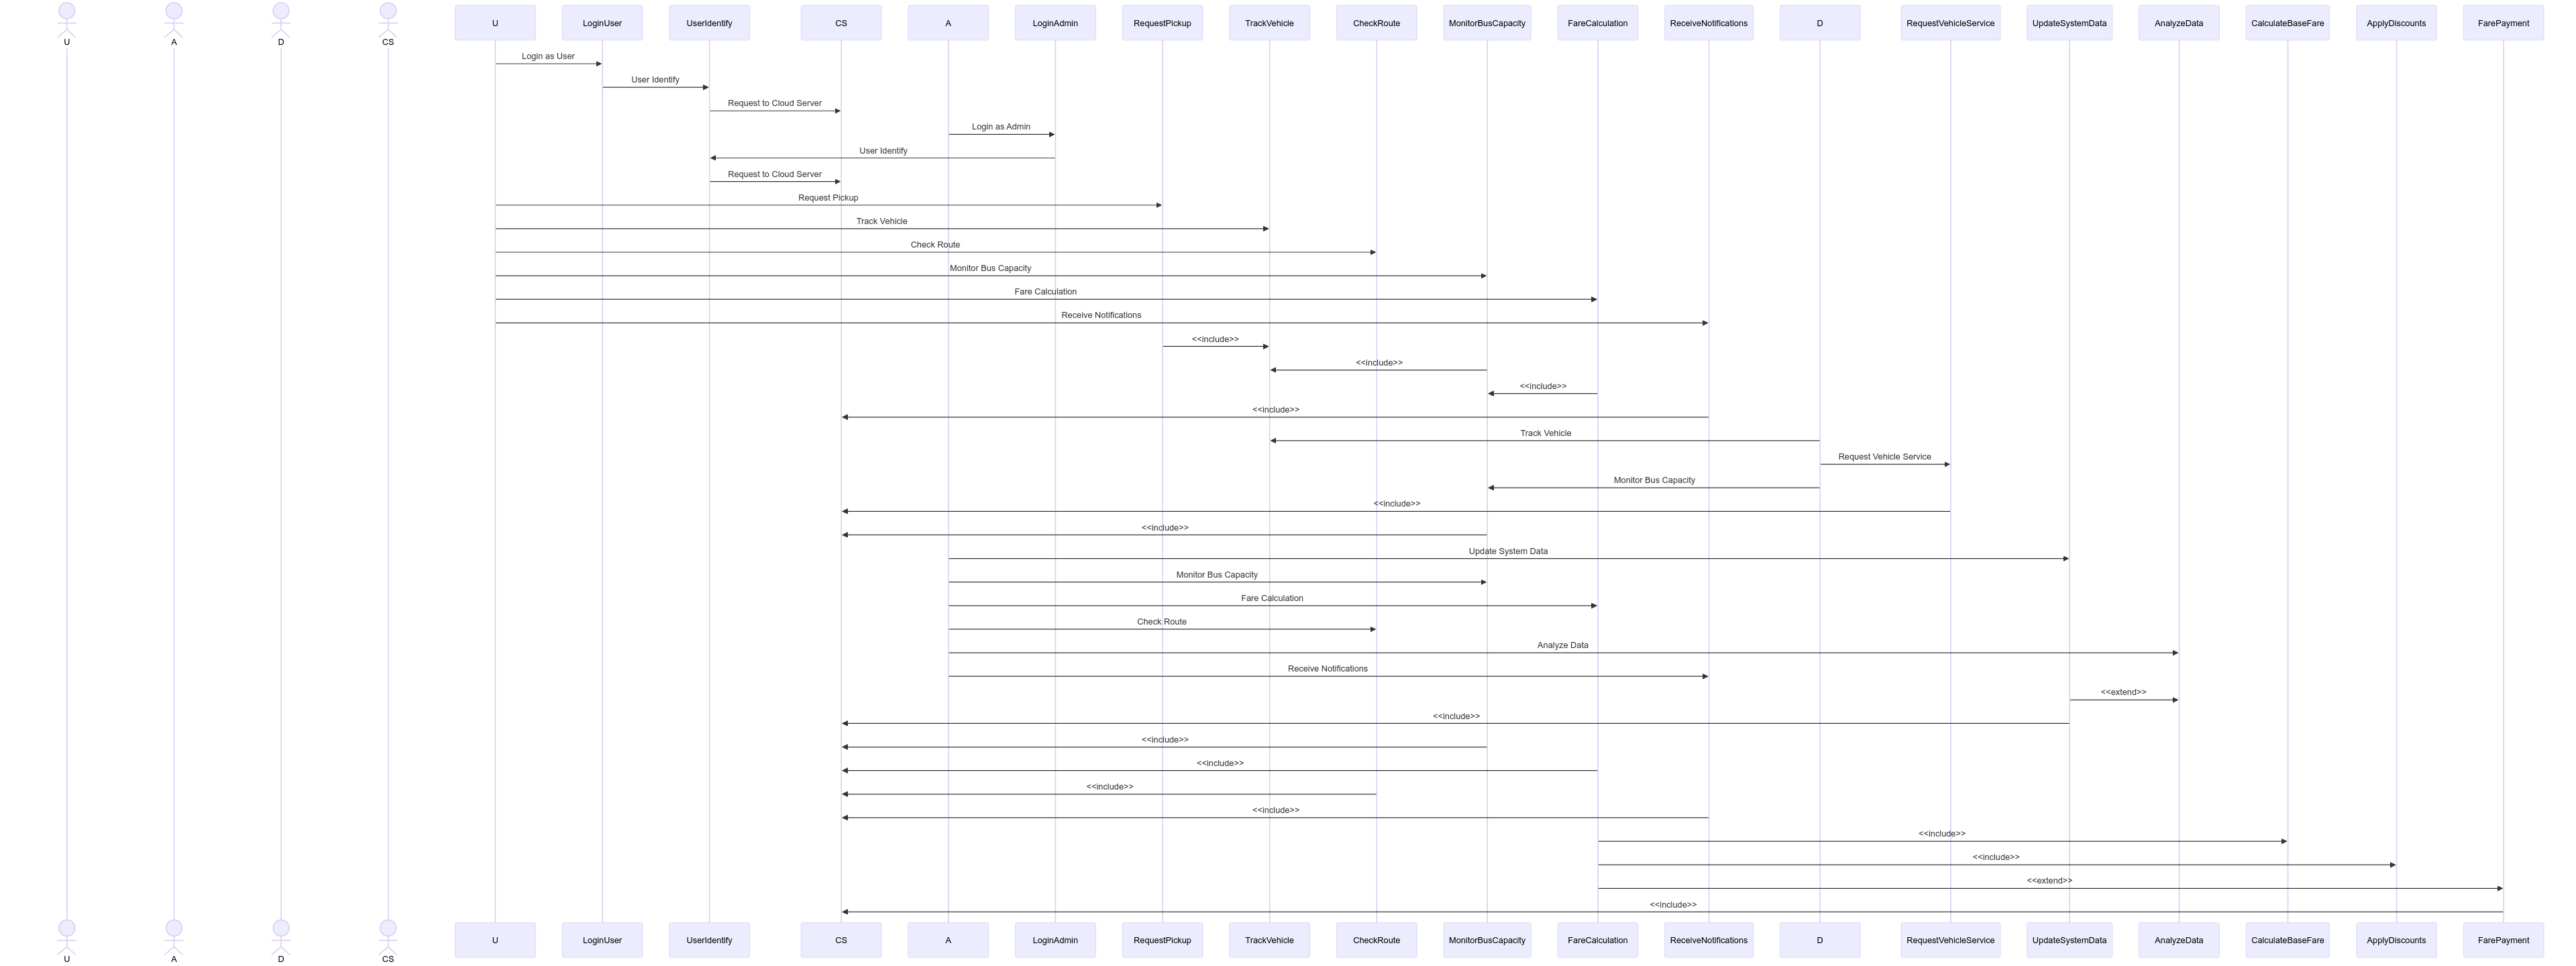 U
A
D
CS
U
LoginUser
UserIdentify
CS
A
LoginAdmin
RequestPickup
TrackVehicle
CheckRoute
MonitorBusCapacity
FareCalculation
ReceiveNotifications
D
RequestVehicleService
UpdateSystemData
AnalyzeData
CalculateBaseFare
ApplyDiscounts
FarePayment
Login as User
User Identify
Request to Cloud Server
Login as Admin
User Identify
Request to Cloud Server
Request Pickup
Track Vehicle
Check Route
Monitor Bus Capacity
Fare Calculation
Receive Notifications
<<include>>
<<include>>
<<include>>
<<include>>
Track Vehicle
Request Vehicle Service
Monitor Bus Capacity
<<include>>
<<include>>
Update System Data
Monitor Bus Capacity
Fare Calculation
Check Route
Analyze Data
Receive Notifications
<<extend>>
<<include>>
<<include>>
<<include>>
<<include>>
<<include>>
<<include>>
<<include>>
<<extend>>
<<include>>
U
A
D
CS
U
LoginUser
UserIdentify
CS
A
LoginAdmin
RequestPickup
TrackVehicle
CheckRoute
MonitorBusCapacity
FareCalculation
ReceiveNotifications
D
RequestVehicleService
UpdateSystemData
AnalyzeData
CalculateBaseFare
ApplyDiscounts
FarePayment